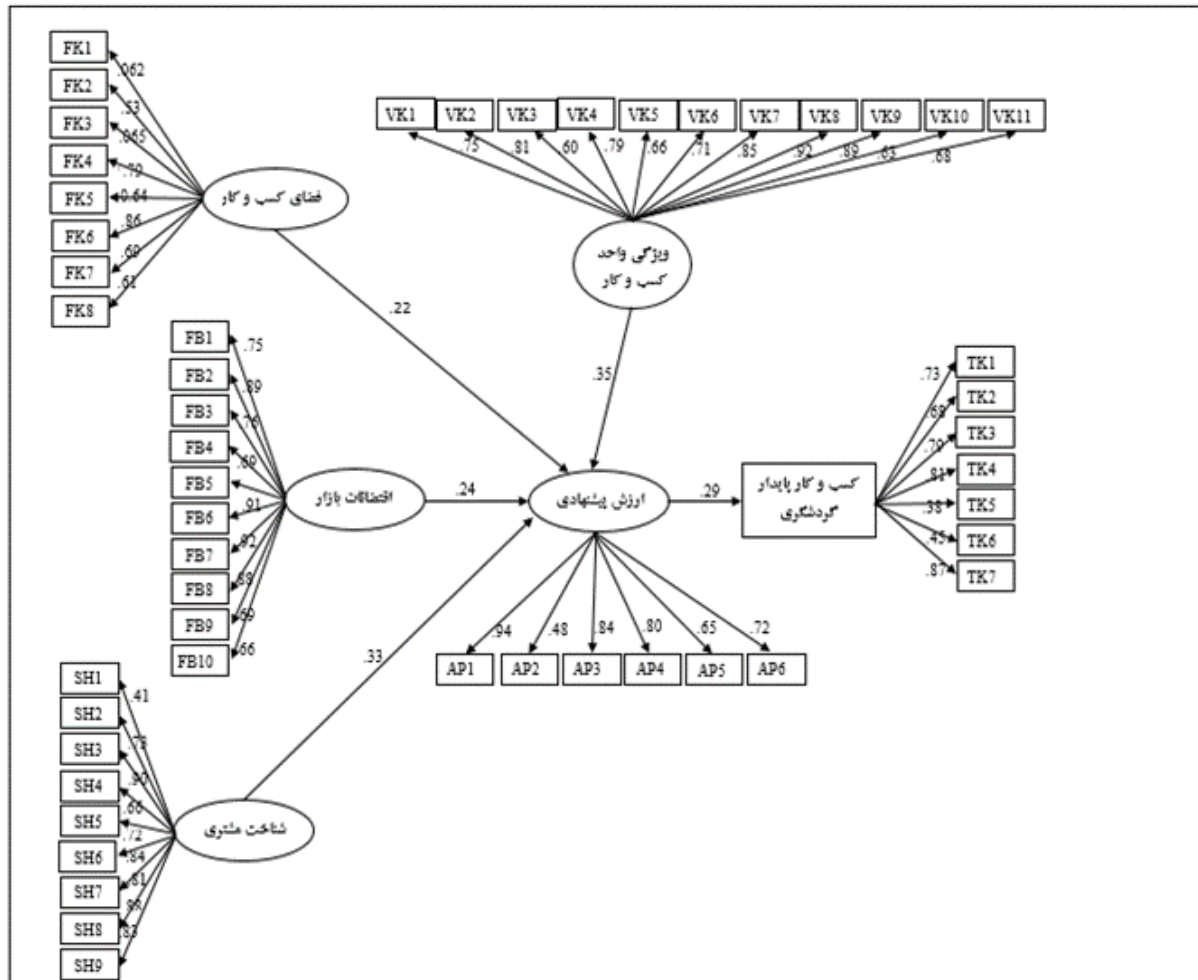 FK1
FK2
FK3
FK4
FK5
FK6
FK7
FK8
.062
.53
.065
.79
0.64
.86
.69
.61
فضای کسب و کار
VK1
VK2
VK3
VK4
VK5
VK6
VK7
VK8
VK9
VK10
VK11
.75
.81
.60
.79
.66
.71
.85
.92
.89
.63
.68
ویژگی واحد
کسب و کار
.22
.35
FB1
FB2
FB3
FB4
FB5
FB6
FB7
FB8
FB9
FB10
.75
.89
.76
.69
.91
.92
.88
.69
.66
اقتضائات بازار
.24
ارزش پیشنهادی
.29
کسب و کار پایدار
گردشگری
TK1
TK2
TK3
TK4
TK5
TK6
TK7
.73
.68
.79
.81
.38
.45
.87
.94
.48
.84
.80
.65
.72
AP1
AP2
AP3
AP4
AP5
AP6
.33
SH1
SH2
SH3
SH4
SH5
SH6
SH7
SH8
SH9
.41
.73
.90
.66
.72
.84
.81
.83
شناخت مشتری